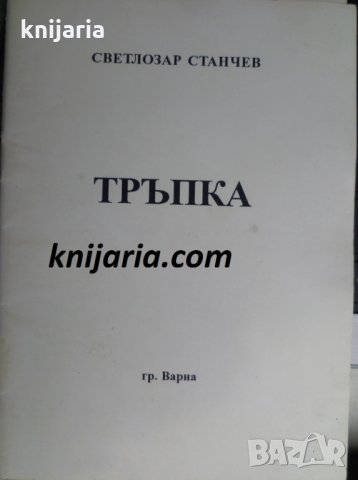 knijaria
СВЕТЛОЗАР СТАНЧЕВ
ТРЪПКА
knijaria.com
гр. Варна
BAZAR